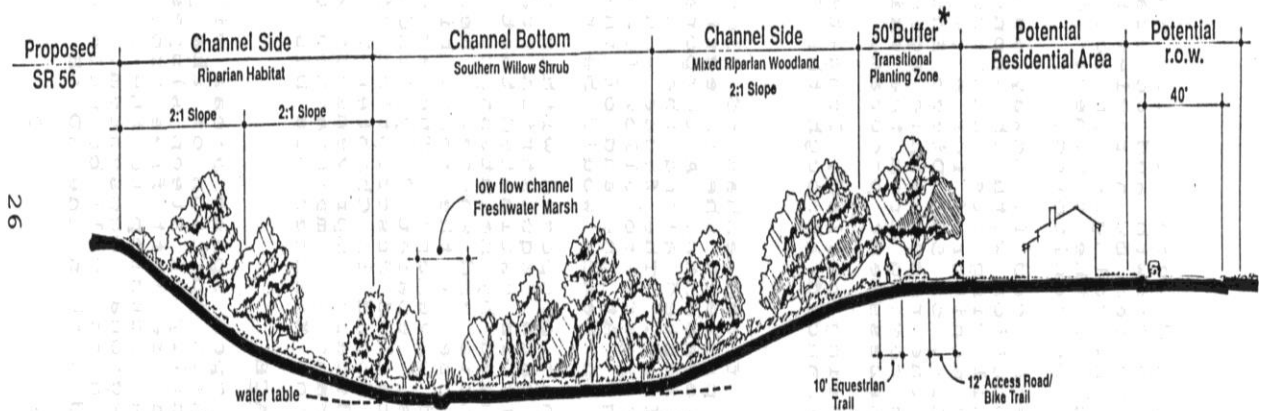 Proposed
SR 56
Channel Side
Riparian Habitat
2:1 Slope
2:1 Slope
Channel Bottom
Southern Willow Shrub
Channel Side
Mixed Riparian Woodland
2:1 Slope
50'Buffer *
Transitional
Planting Zone
Potential
Residential Area
Potential
r.o.w.
40'
26
low flow channel
Freshwater Marsh
water table
10' Equestrian
Trail
12' Access Road/
Bike Trail